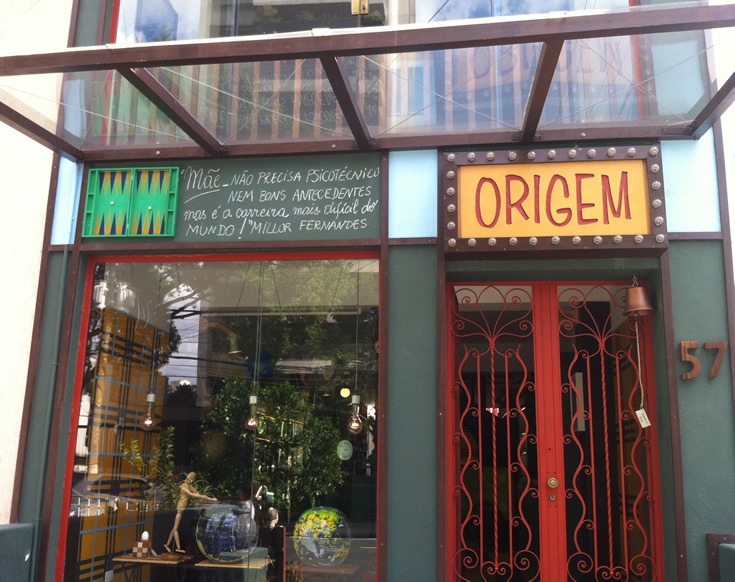 "Mãe - NÃO PRECISA PSICOTÉCNICO
NEM BONS ANTECEDENTES
mas é a carreira mais difícil do
MUNDO!" MILLOR FERNANDES
ORIGEM
57